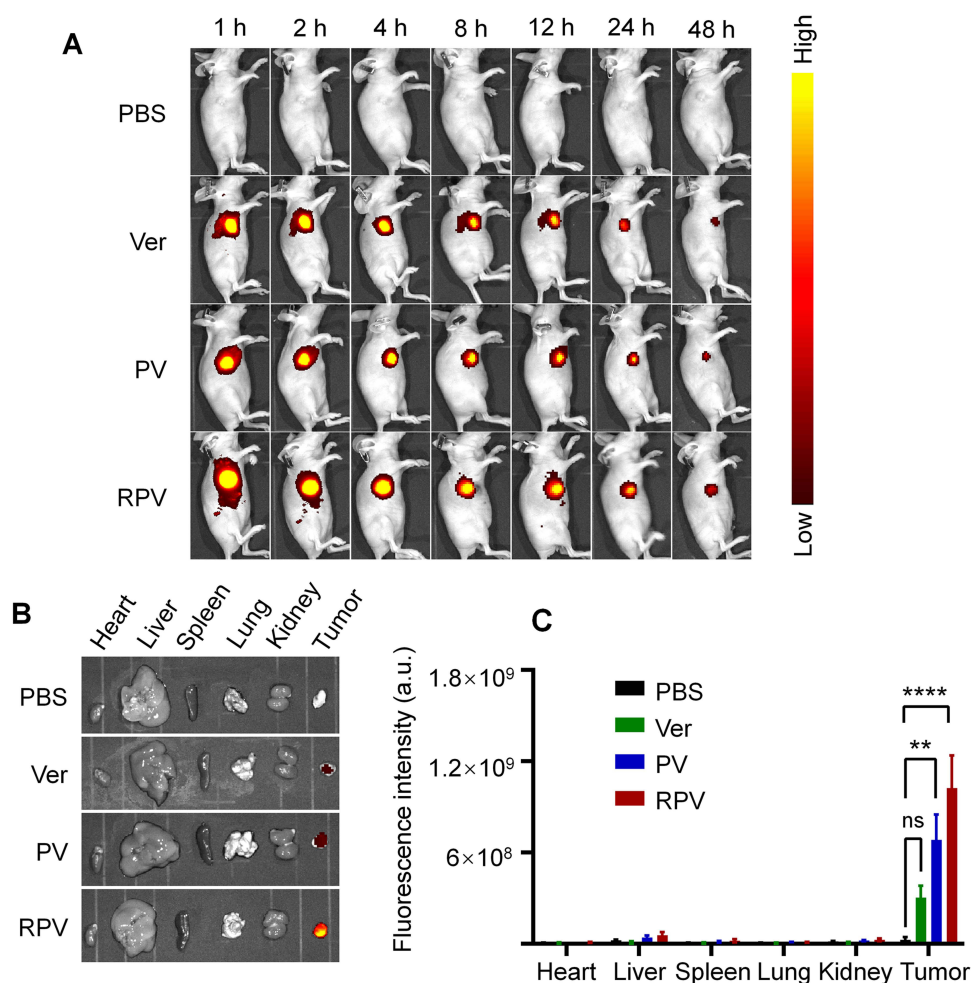 A
1 h 2 h 4 h 8 h 12 h 24 h 48 h
PBS
Ver
PV
RPV
High
Low
B
Heart Liver Spleen Lung Kidney Tumor
PBS
Ver
PV
RPV
C
Fluorescence intensity (a.u.)
1.8×10⁹
1.2×10⁹
6×10⁸
PBS
Ver
PV
RPV
****
**
ns
Heart Liver Spleen Lung Kidney Tumor